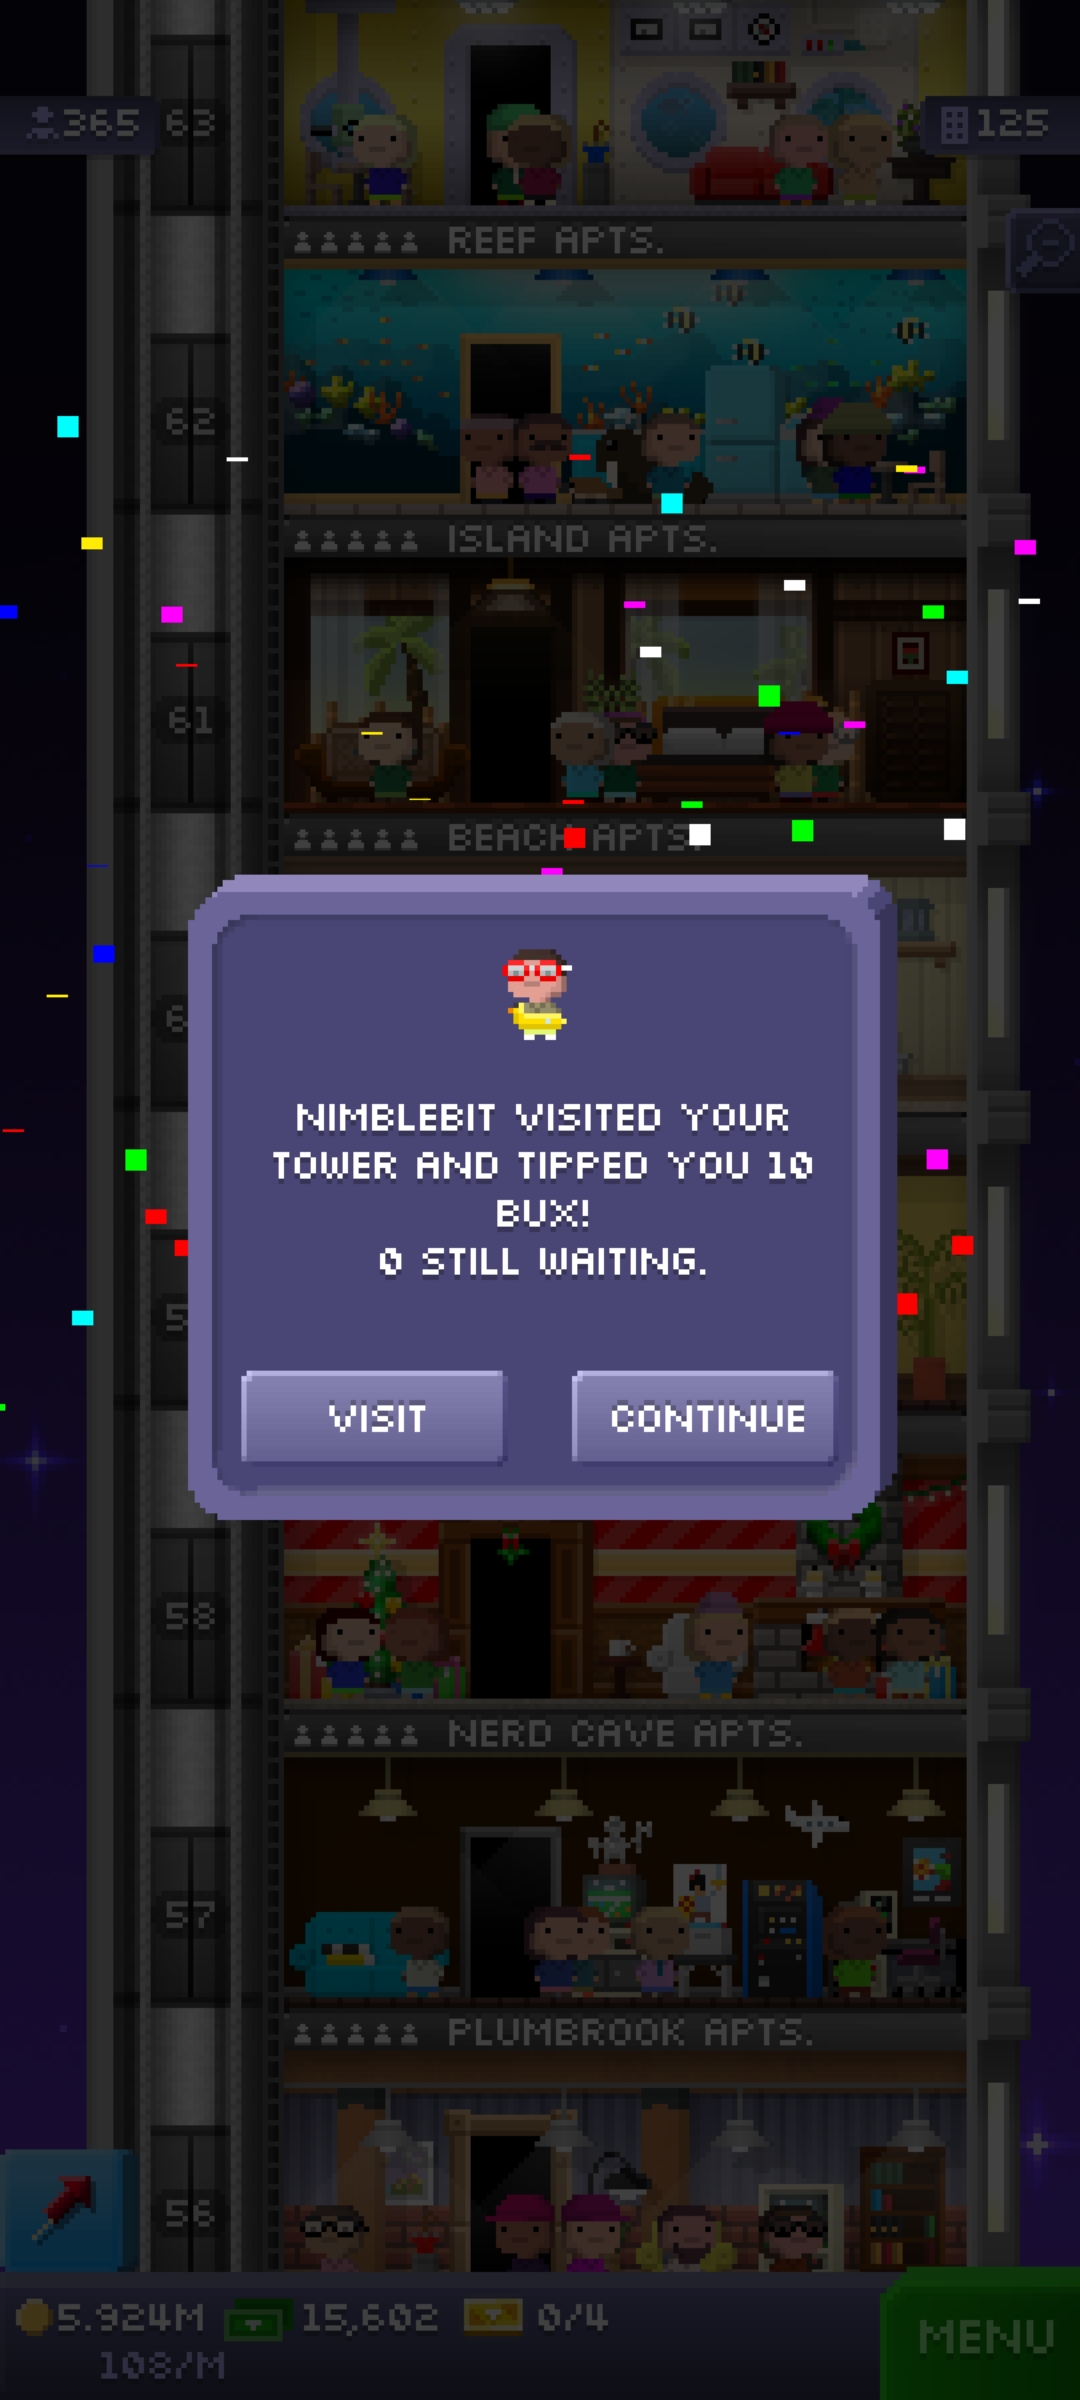 365
63
125
REEF APTS.
62
ISLAND APTS.
61
BEACH APTS.
NIMBLEBIT VISITED YOUR
TOWER AND TIPPED YOU 10
BUX!
0 STILL WAITING.
VISIT
CONTINUE
58
NERD CAVE APTS.
57
PLUMBROOK APTS.
56
5.924M
15,602
0/4
MENU
108/M